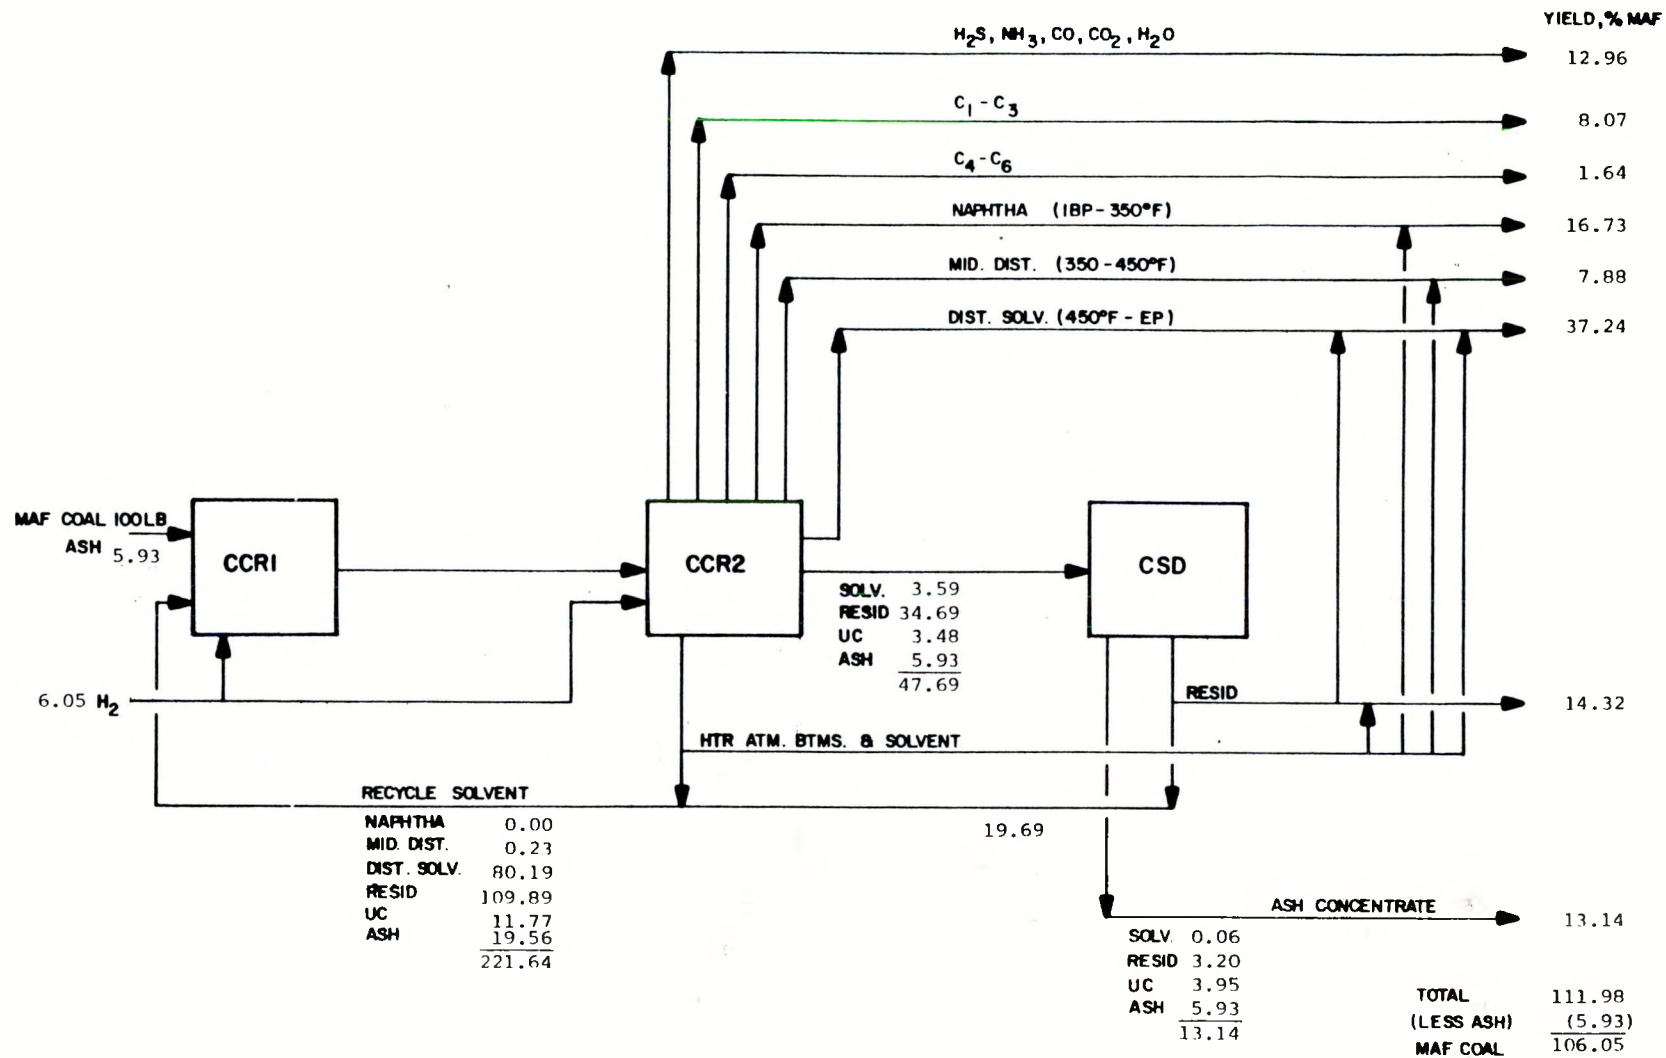 YIELD, % MAF
H2S, NH3, CO, CO2, H2O
12.96
C1 - C3
8.07
C4 - C6
1.64
NAPHTHA (IBP - 350°F)
16.73
MID. DIST. (350 - 450°F)
7.88
DIST. SOLV. (450°F - EP)
37.24
MAF COAL 100LB
ASH 5.93
CCR1
CCR2
CSD
SOLV. 3.59
RESID 34.69
UC 3.48
ASH 5.93
47.69
6.05 H2
RESID
14.32
HTR ATM. BTMS. & SOLVENT
RECYCLE SOLVENT
NAPHTHA 0.00
MID. DIST. 0.23
DIST. SOLV. 80.19
RESID 109.89
UC 11.77
ASH 19.56
221.64
19.69
ASH CONCENTRATE
13.14
SOLV. 0.06
RESID 3.20
UC 3.95
ASH 5.93
13.14
TOTAL 111.98
(LESS ASH) (5.93)
MAF COAL 106.05